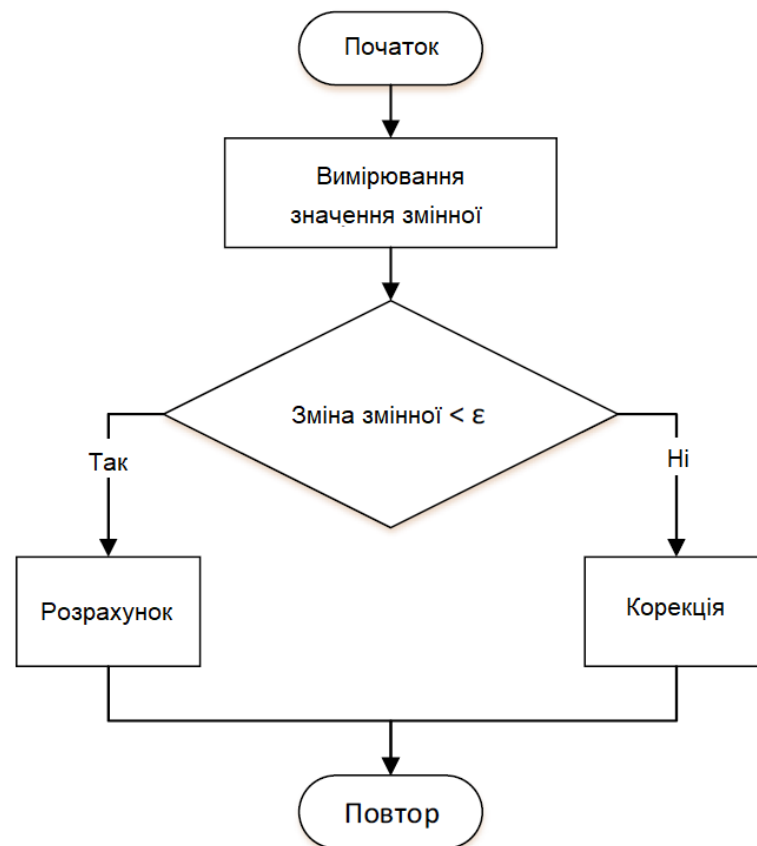 Початок
Вимірювання
значення змінної
Зміна змінної < ε
Так
Ні
Розрахунок
Корекція
Повтор